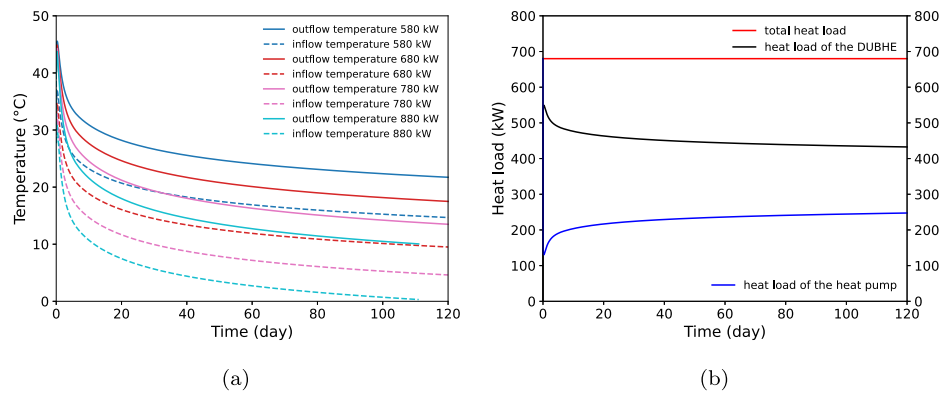 outflow temperature 580 kW
inflow temperature 580 kW
outflow temperature 680 kW
inflow temperature 680 kW
outflow temperature 780 kW
inflow temperature 780 kW
outflow temperature 880 kW
inflow temperature 880 kW
50
40
30
20
10
0
Temperature (°C)
0 20 40 60 80 100 120
Time (day)
(a)
total heat load
heat load of the DUBHE
heat load of the heat pump
800
700
600
500
400
300
200
100
0
Heat load (kW)
800
700
600
500
400
300
200
100
0
0 20 40 60 80 100 120
Time (day)
(b)